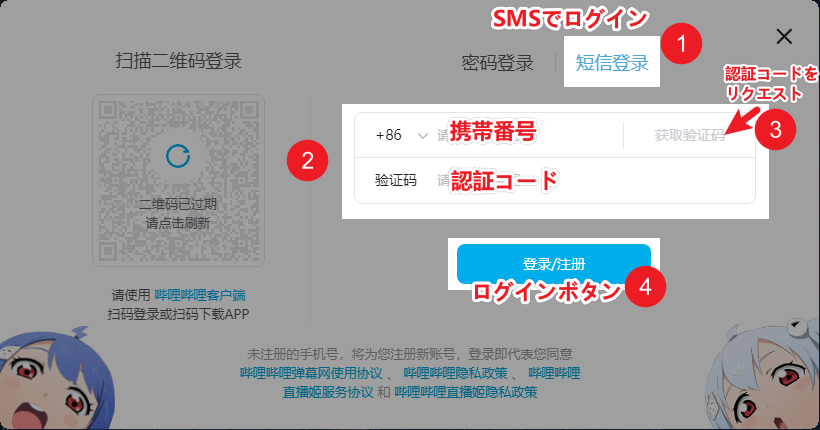 SMSでログイン
1
扫描二维码登录
密码登录
短信登录
認証コードを
リクエスト
3
2
+86
请
携帯番号
获取验证码
验证码
请
認証コード
二维码已过期
请点击刷新
登录/注册
ログインボタン
4
请使用 哔哩哔哩客户端
扫码登录或扫码下载APP
未注册的手机号，将为您注册新账号，登录即代表您同意
哔哩哔哩弹幕网使用协议 、 哔哩哔哩隐私政策 、 哔哩哔哩
直播姬服务协议 和 哔哩哔哩直播姬隐私政策